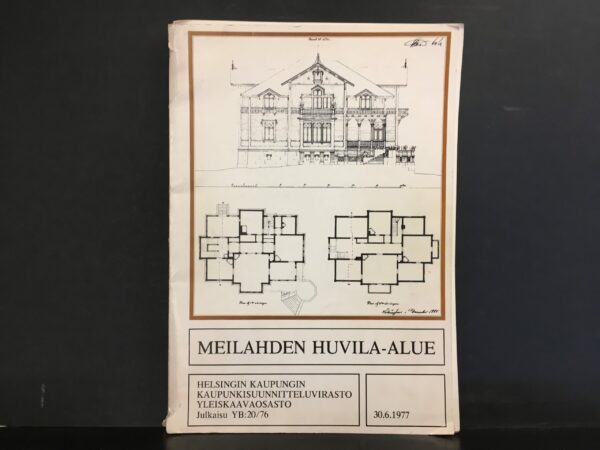 MEILAHDEN HUVILA-ALUE
HELSINGIN KAUPUNGIN
KAUPUNKISUUNNITTELUVIRASTO
YLEISKAAVAOSASTO
Julkaisu YB:20/76
30.6.1977